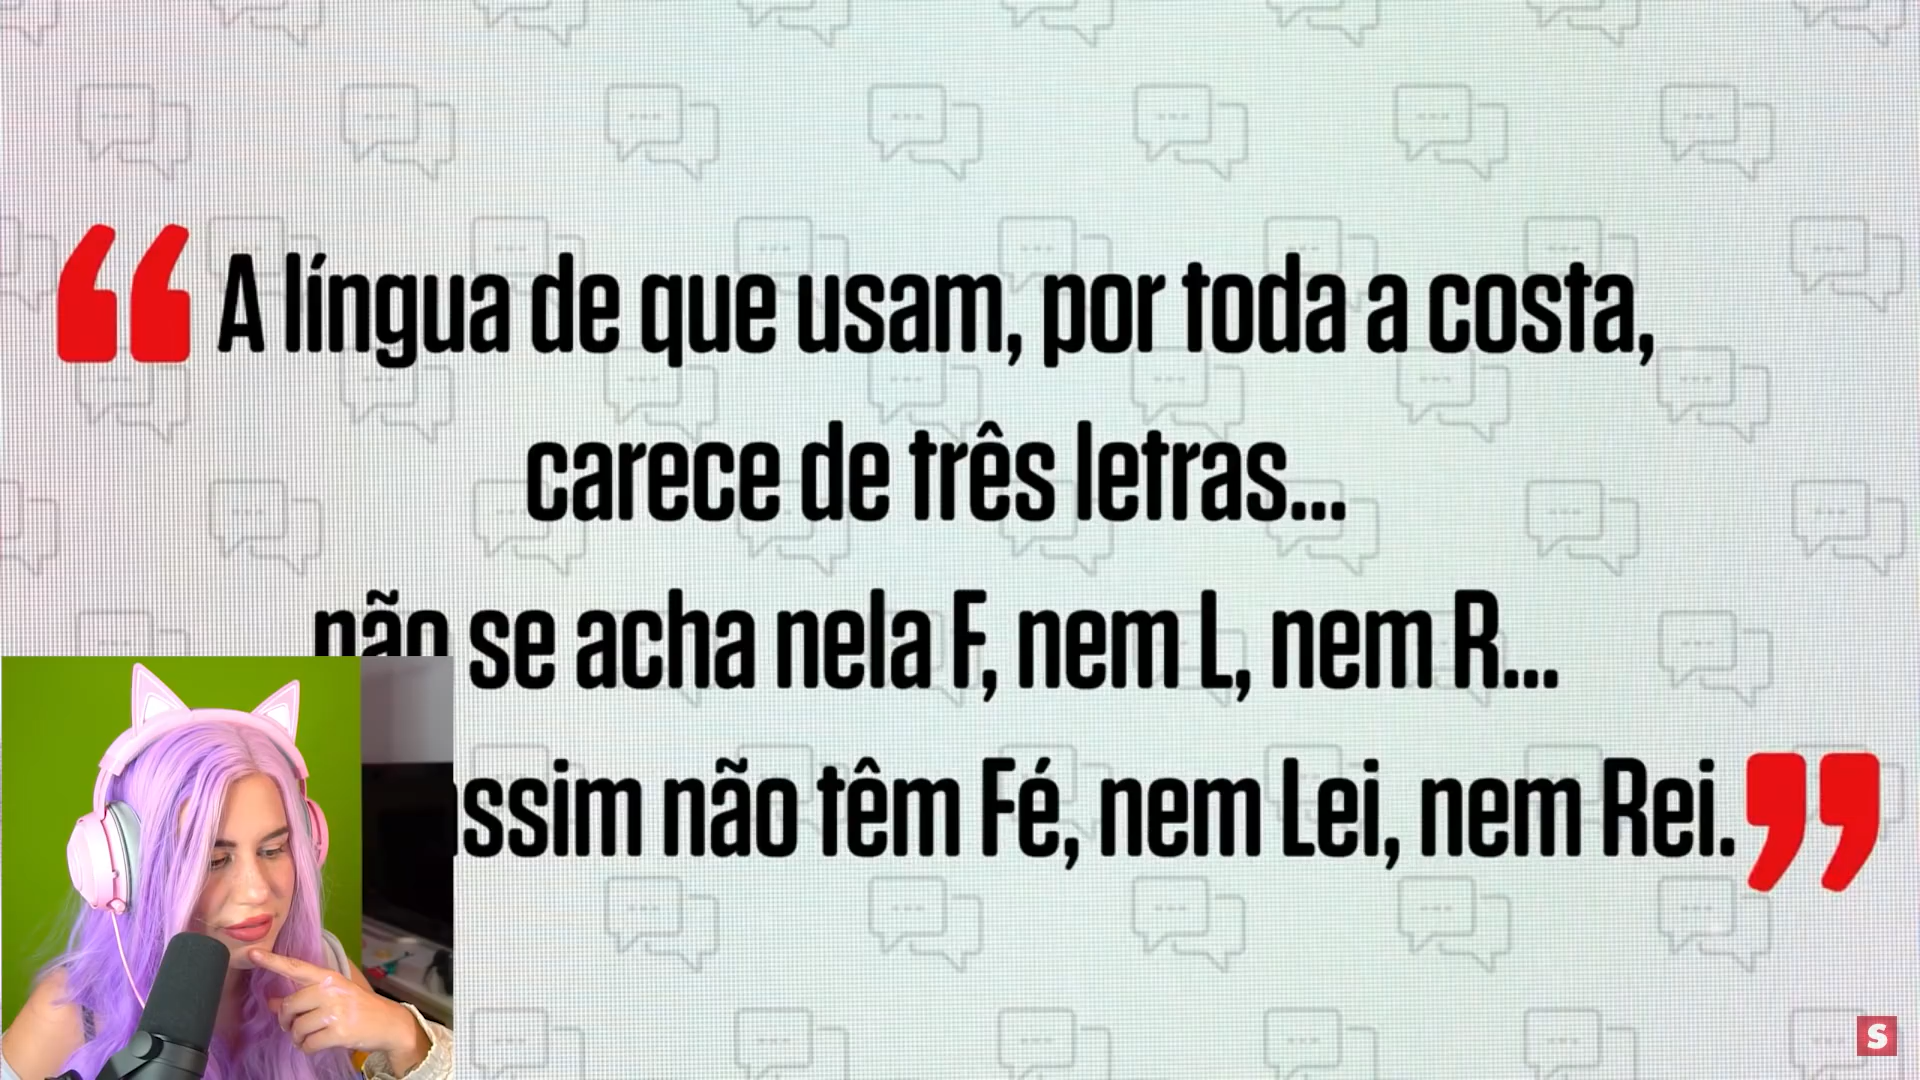 “A língua de que usam, por toda a costa,
carece de três letras...
não se acha nela F, nem L, nem R...
não têm Fé, nem Lei, nem Rei.”
S